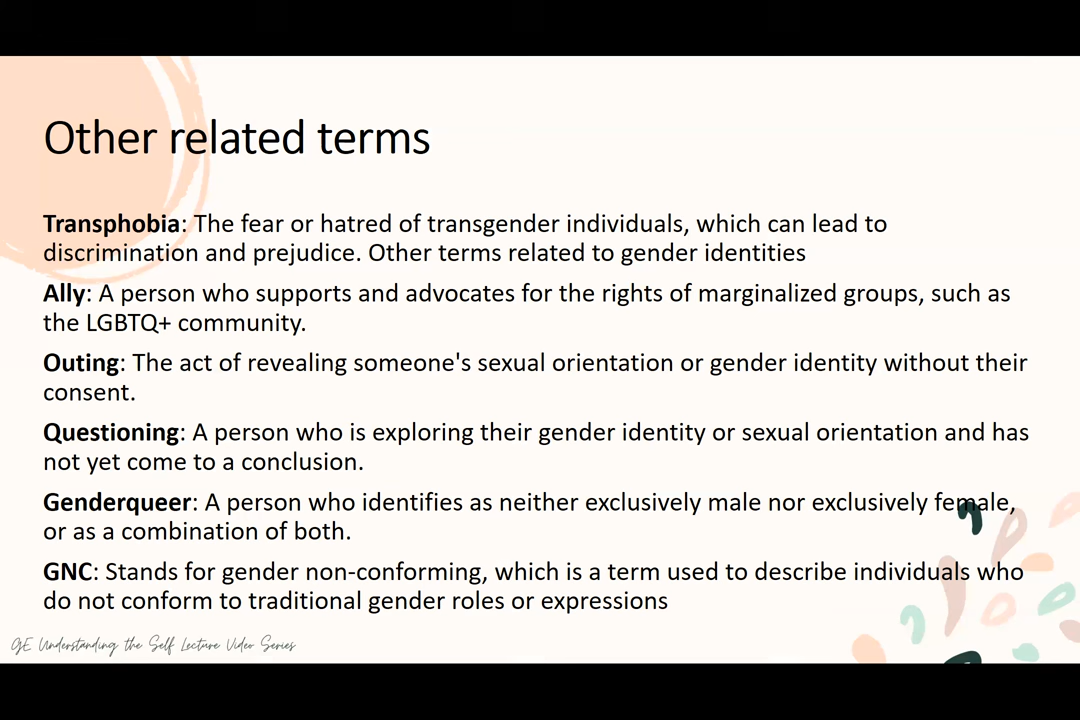 Other related terms
Transphobia: The fear or hatred of transgender individuals, which can lead to
discrimination and prejudice. Other terms related to gender identities
Ally: A person who supports and advocates for the rights of marginalized groups, such as
the LGBTQ+ community.
Outing: The act of revealing someone's sexual orientation or gender identity without their
consent.
Questioning: A person who is exploring their gender identity or sexual orientation and has
not yet come to a conclusion.
Genderqueer: A person who identifies as neither exclusively male nor exclusively female,
or as a combination of both.
GNC: Stands for gender non-conforming, which is a term used to describe individuals who
do not conform to traditional gender roles or expressions
GE Understanding the Self Lecture Video Series